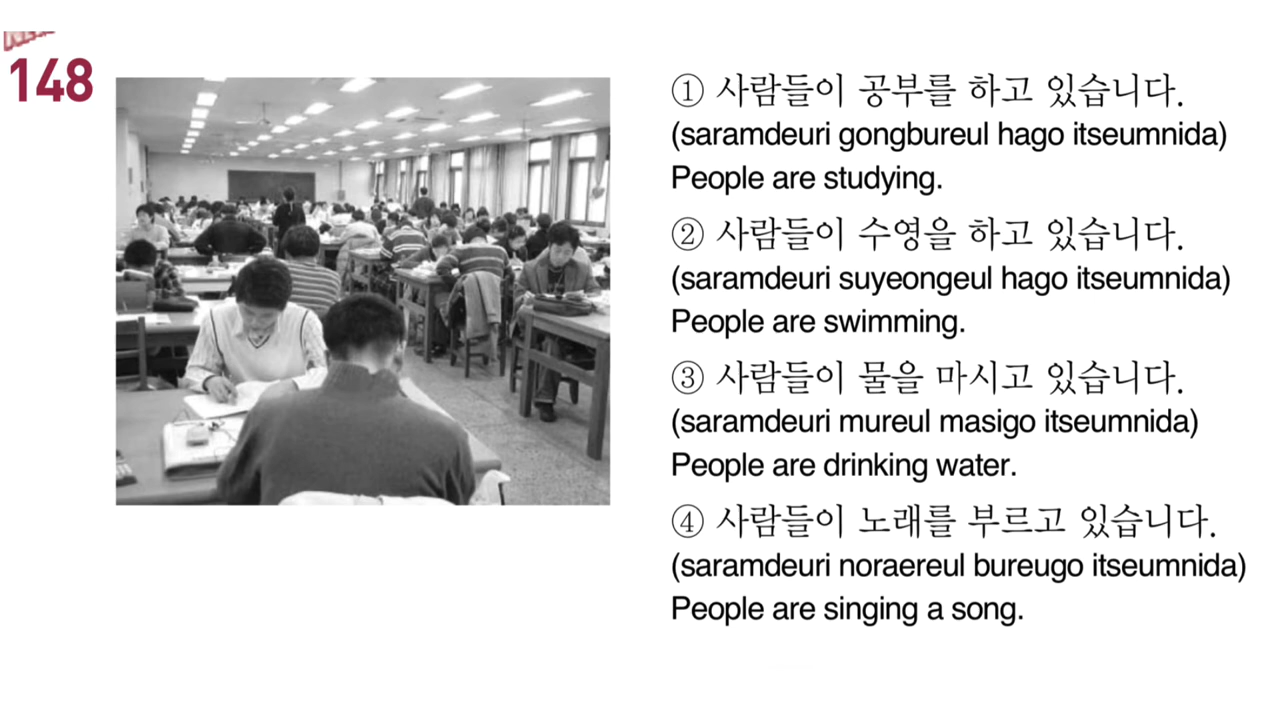 148
① 사람들이 공부를 하고 있습니다.
(saramdeuri gongbureul hago itseumnida)
People are studying.
② 사람들이 수영을 하고 있습니다.
(saramdeuri suyeongeul hago itseumnida)
People are swimming.
③ 사람들이 물을 마시고 있습니다.
(saramdeuri mureul masigo itseumnida)
People are drinking water.
④ 사람들이 노래를 부르고 있습니다.
(saramdeuri noraereul bureugo itseumnida)
People are singing a song.